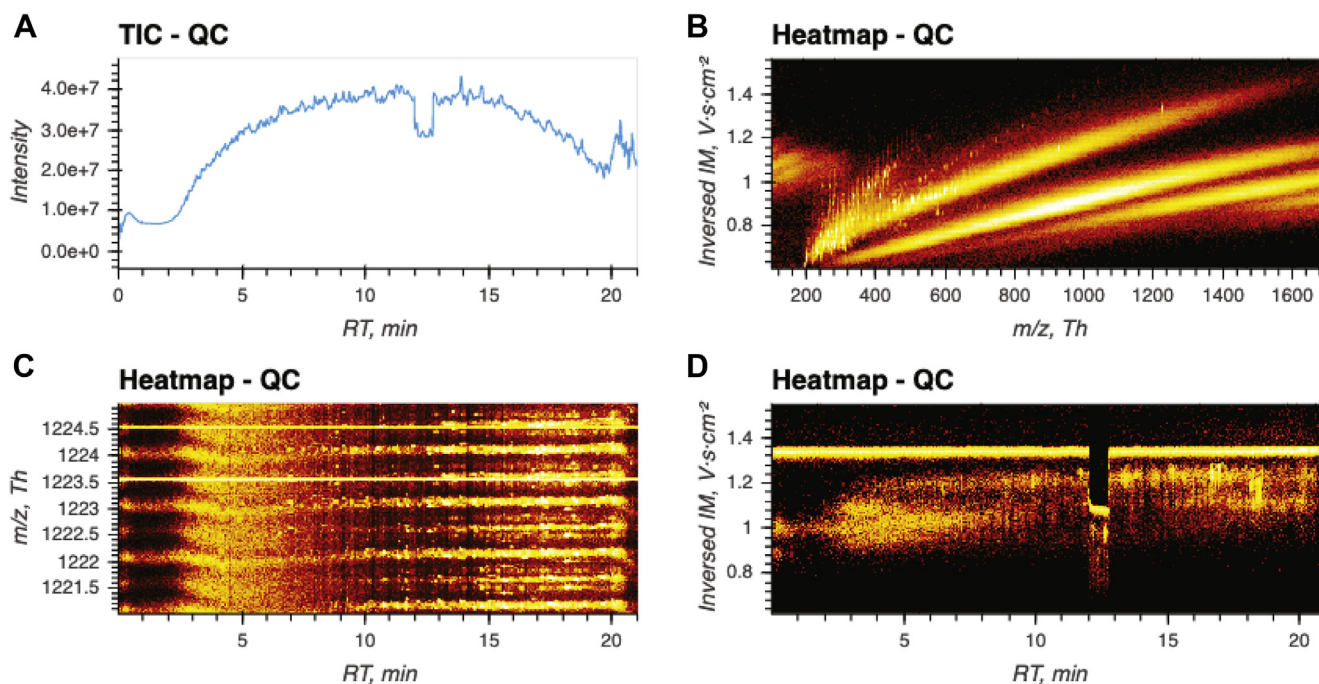 A
TIC - QC
Intensity
4.0e+7
3.0e+7
2.0e+7
1.0e+7
0.0e+0
0 5 10 15 20
RT, min
B
Heatmap - QC
Inversed IM, V·s·cm⁻²
1.4
1.2
1
0.8
200 400 600 800 1000 1200 1400 1600
m/z, Th
C
Heatmap - QC
m/z, Th
1224.5
1224
1223.5
1223
1222
1221.5
5 10 15 20
RT, min
D
Heatmap - QC
Inversed IM, V·s·cm⁻²
1.4
1.2
1
0.8
5 10 15 20
RT, min